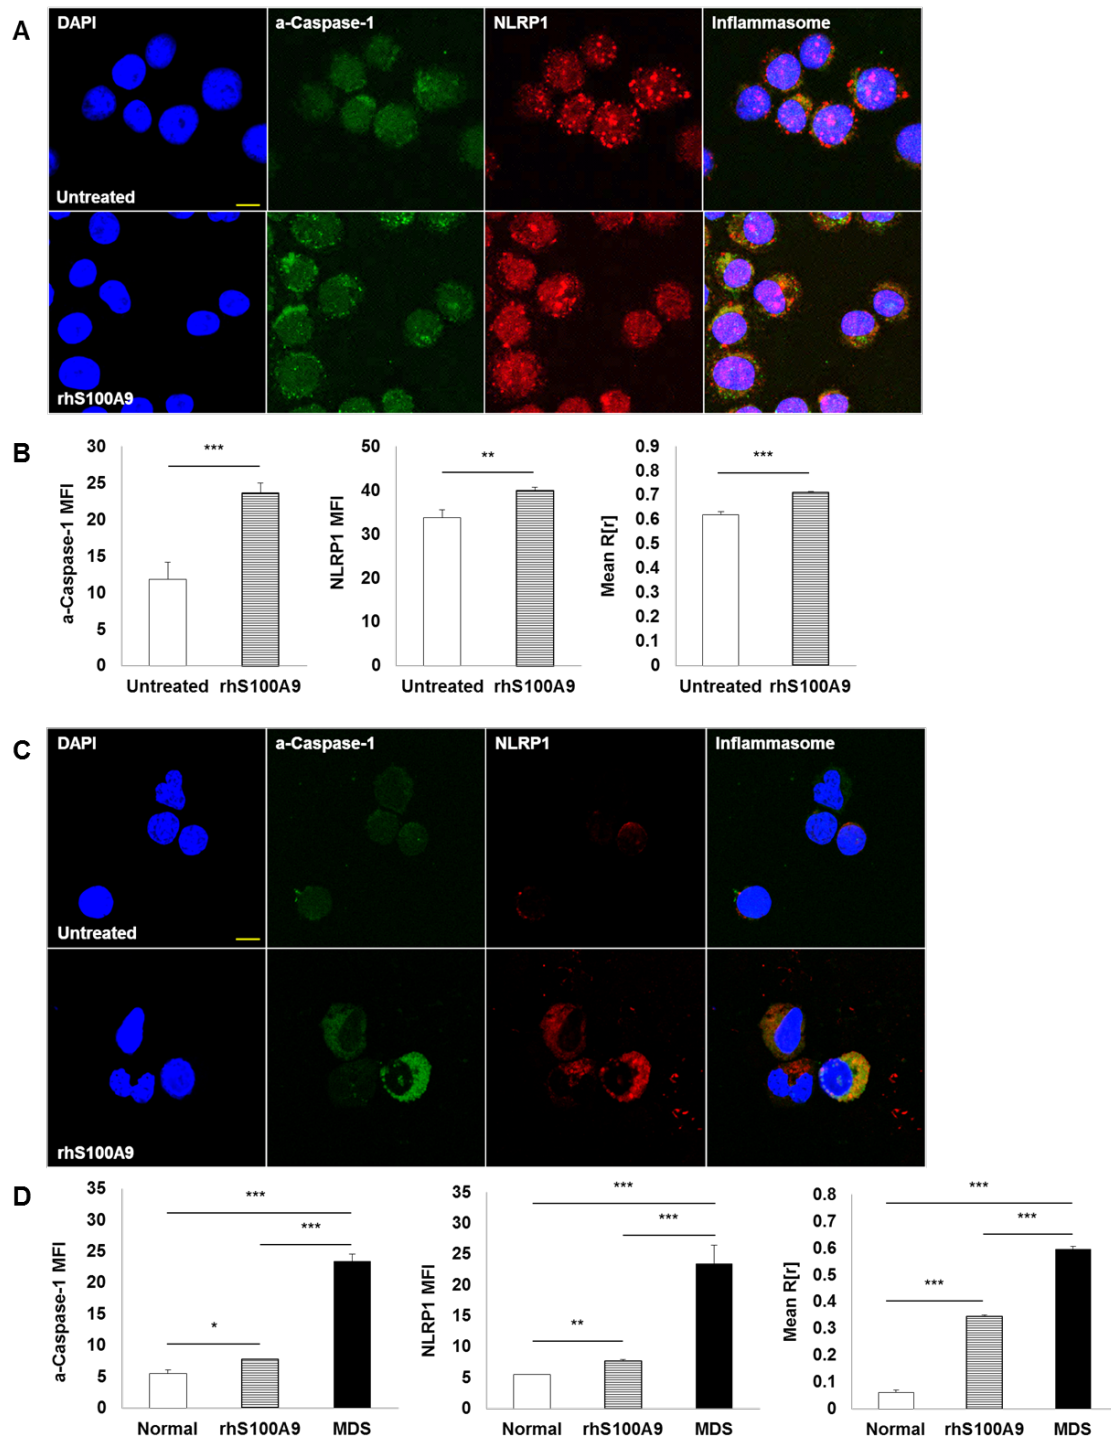 A
DAPI a-Caspase-1 NLRP1 Inflammasome
Untreated
rhS100A9
B
30
25
20
15
10
5
0
a-Caspase-1 MFI
***
Untreated rhS100A9
50
40
30
20
10
0
NLRP1 MFI
**
Untreated rhS100A9
0.9
0.8
0.7
0.6
0.5
0.4
0.3
0.2
0.1
0
Mean R[r]
***
Untreated rhS100A9
C
DAPI a-Caspase-1 NLRP1 Inflammasome
Untreated
rhS100A9
D
35
30
25
20
15
10
5
0
a-Caspase-1 MFI
***
***
*
Normal rhS100A9 MDS
35
30
25
20
15
10
5
0
NLRP1 MFI
***
***
**
Normal rhS100A9 MDS
0.8
0.7
0.6
0.5
0.4
0.3
0.2
0.1
0
Mean R[r]
***
***
***
Normal rhS100A9 MDS